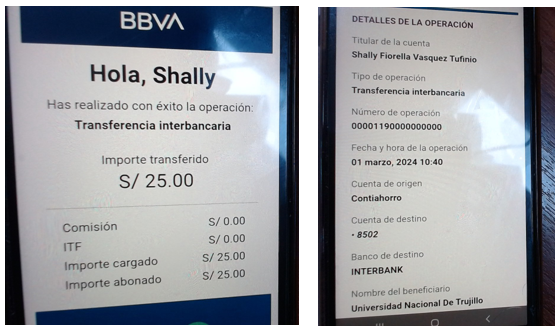 BBVA
Hola, Shally
Has realizado con éxito la operación:
Transferencia interbancaria
Importe transferido
S/ 25.00
Comisión S/ 0.00
ITF S/ 0.00
Importe cargado S/ 25.00
Importe abonado S/ 25.00
DETALLES DE LA OPERACIÓN
Titular de la cuenta
Shally Fiorella Vasquez Tufinio
Tipo de operación
Transferencia interbancaria
Número de operación
00001190000000000
Fecha y hora de la operación
01 marzo, 2024 10:40
Cuenta de origen
Contiahorro
Cuenta de destino
• 8502
Banco de destino
INTERBANK
Nombre del beneficiario
Universidad Nacional De Trujillo